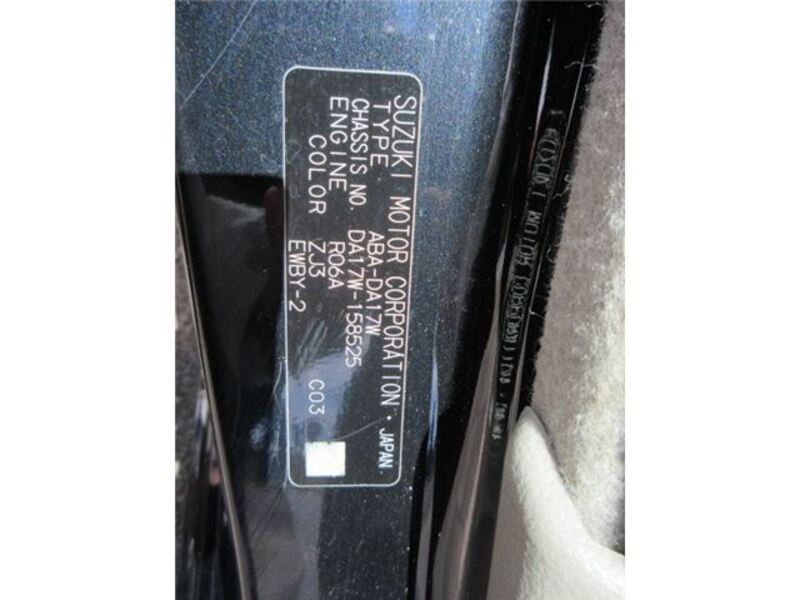 SUZUKI MOTOR CORPORATION . JAPAN.
TYPE ABA-DA17W
CHASSIS NO. DA17W-158525
ENGINE R06A
COLOR ZJ3 C03
EWBY-2